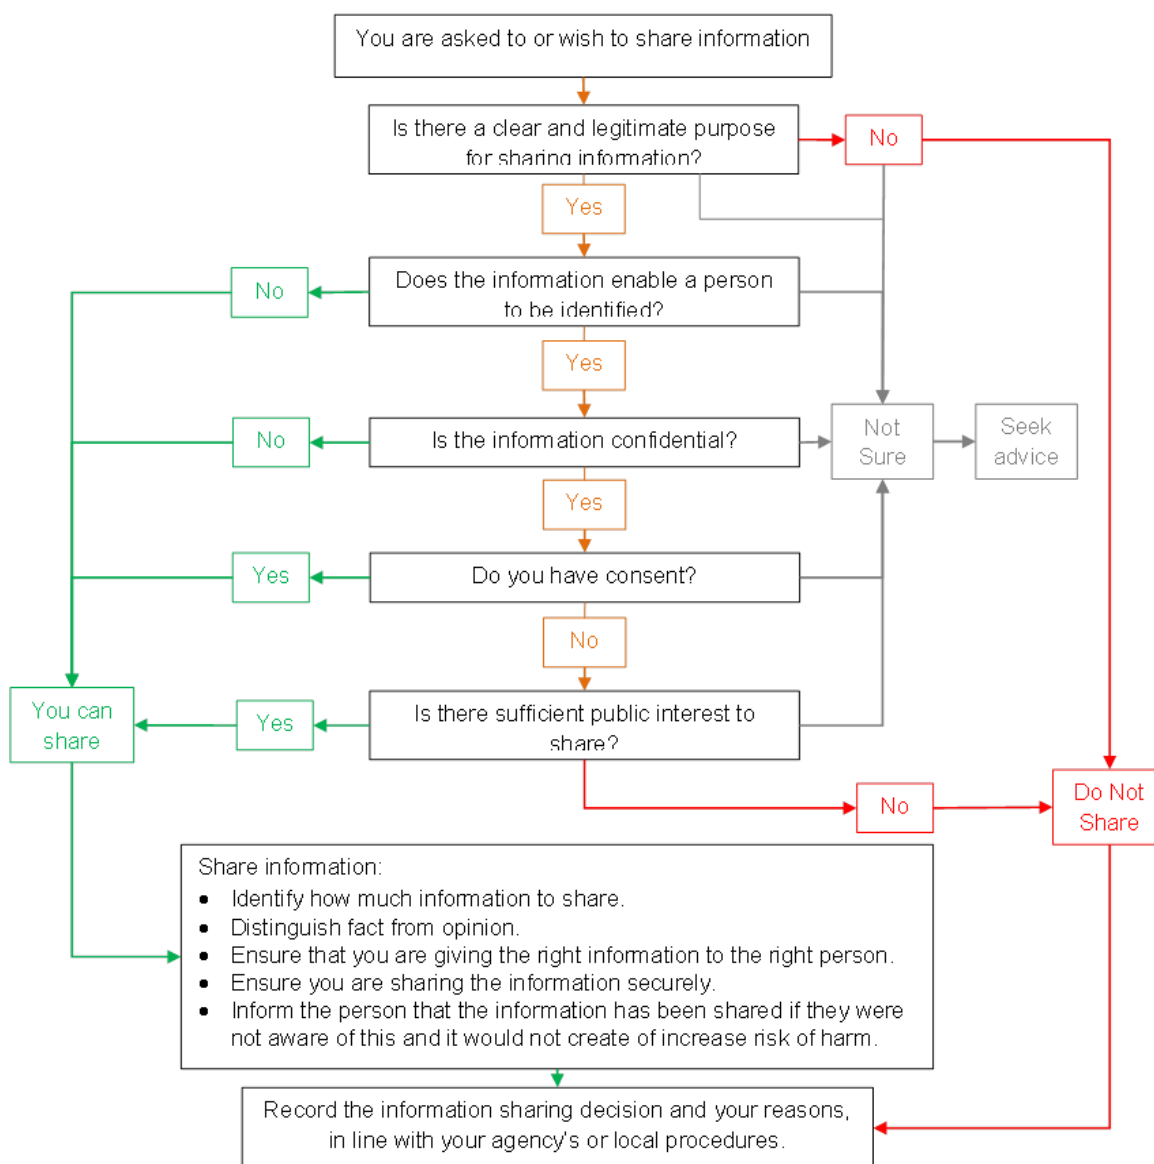 You are asked to or wish to share information
Is there a clear and legitimate purpose
for sharing information?
No
Yes
Does the information enable a person
to be identified?
No
Yes
Is the information confidential?
No
Not
Sure
Seek
advice
Yes
Do you have consent?
Yes
No
Is there sufficient public interest to
share?
Yes
You can
share
No
Do Not
Share
Share information:
• Identify how much information to share.
• Distinguish fact from opinion.
• Ensure that you are giving the right information to the right person.
• Ensure you are sharing the information securely.
• Inform the person that the information has been shared if they were
not aware of this and it would not create of increase risk of harm.
Record the information sharing decision and your reasons,
in line with your agency's or local procedures.